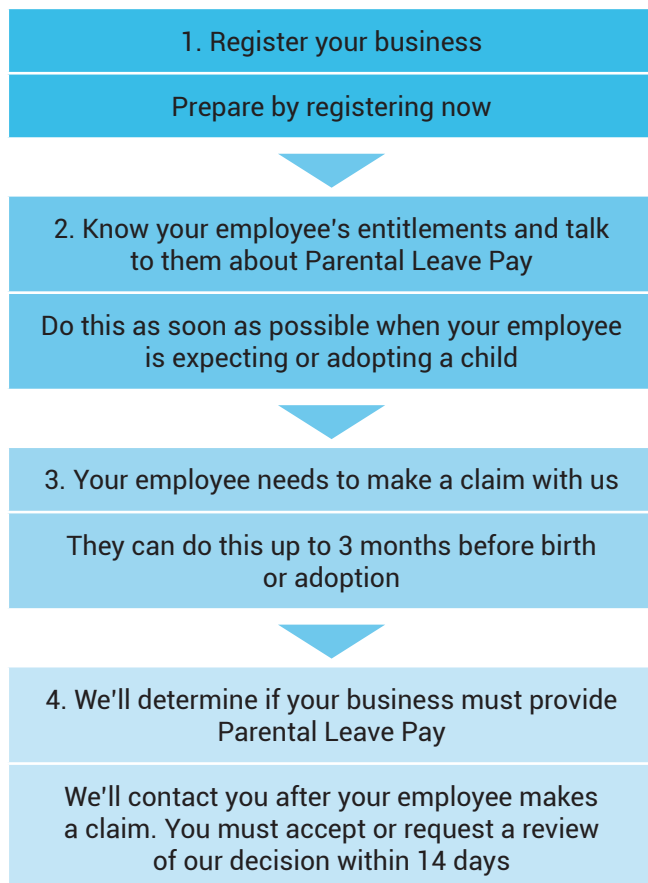 1. Register your business
Prepare by registering now
2. Know your employee's entitlements and talk
to them about Parental Leave Pay
Do this as soon as possible when your employee
is expecting or adopting a child
3. Your employee needs to make a claim with us
They can do this up to 3 months before birth
or adoption
4. We'll determine if your business must provide
Parental Leave Pay
We'll contact you after your employee makes
a claim. You must accept or request a review
of our decision within 14 days